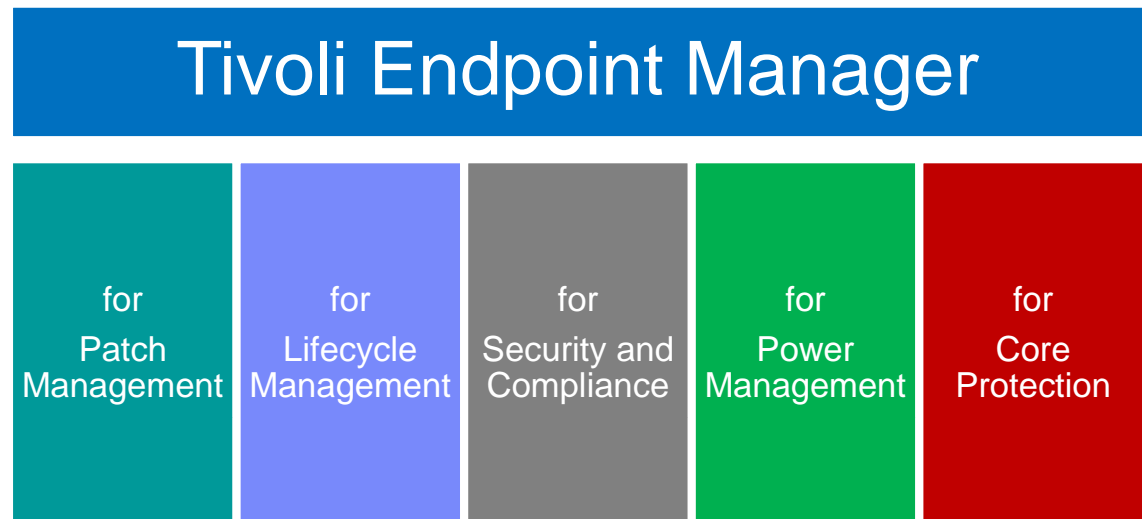 Tivoli Endpoint Manager
for
Patch
Management
for
Lifecycle
Management
for
Security and
Compliance
for
Power
Management
for
Core
Protection